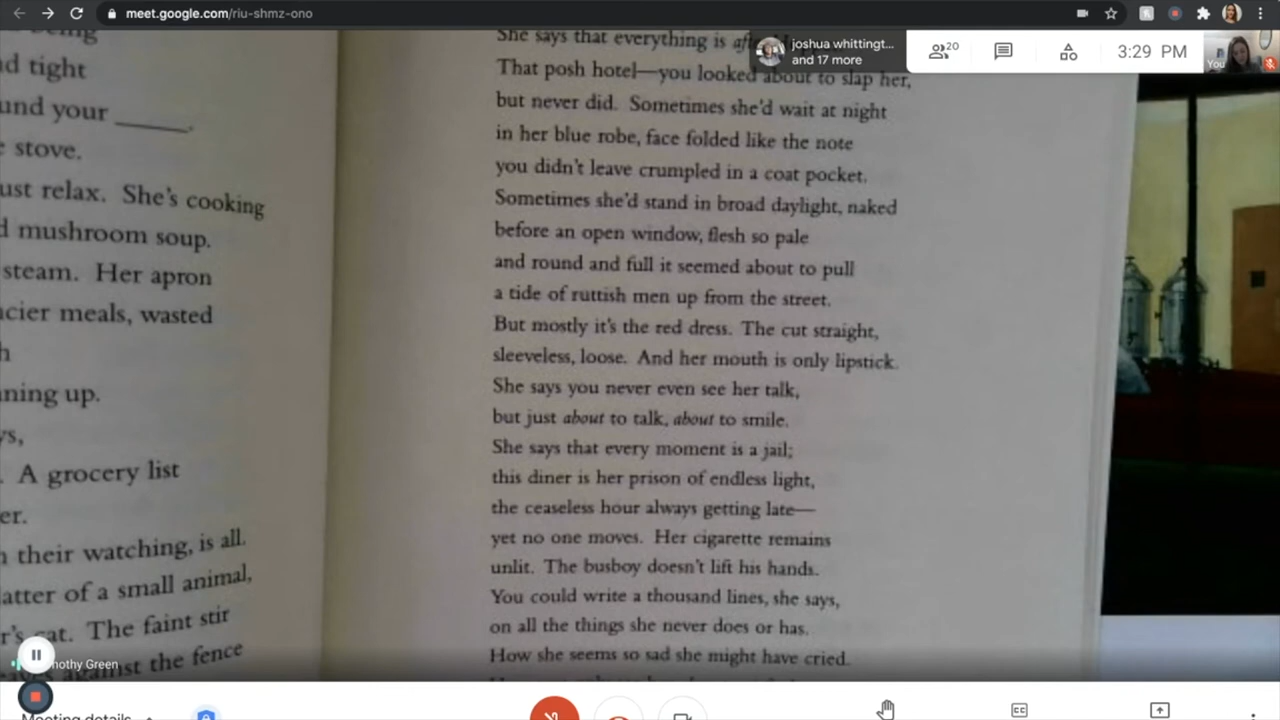 meet.google.com/riu-shmz-ono
joshua whittingt...
and 17 more
20
3:29 PM
You
nd tight
und your ______.
stove.
ust relax. She's cooking
d mushroom soup.
steam. Her apron
cier meals, wasted
h
ning up.
ys,
. A grocery list
er.
their watching, is all.
atter of a small animal,
r's cat. The faint stir
against the fence
She says that everything is
That posh hotel—you looked about to slap her,
but never did. Sometimes she'd wait at night
in her blue robe, face folded like the note
you didn't leave crumpled in a coat pocket.
Sometimes she'd stand in broad daylight, naked
before an open window, flesh so pale
and round and full it seemed about to pull
a tide of ruttish men up from the street.
But mostly it's the red dress. The cut straight,
sleeveless, loose. And her mouth is only lipstick.
She says you never even see her talk,
but just about to talk, about to smile.
She says that every moment is a jail;
this diner is her prison of endless light,
the ceaseless hour always getting late—
yet no one moves. Her cigarette remains
unlit. The busboy doesn't lift his hands.
You could write a thousand lines, she says,
on all the things she never does or has.
How she seems so sad she might have cried.
mothy Green
Meeting details